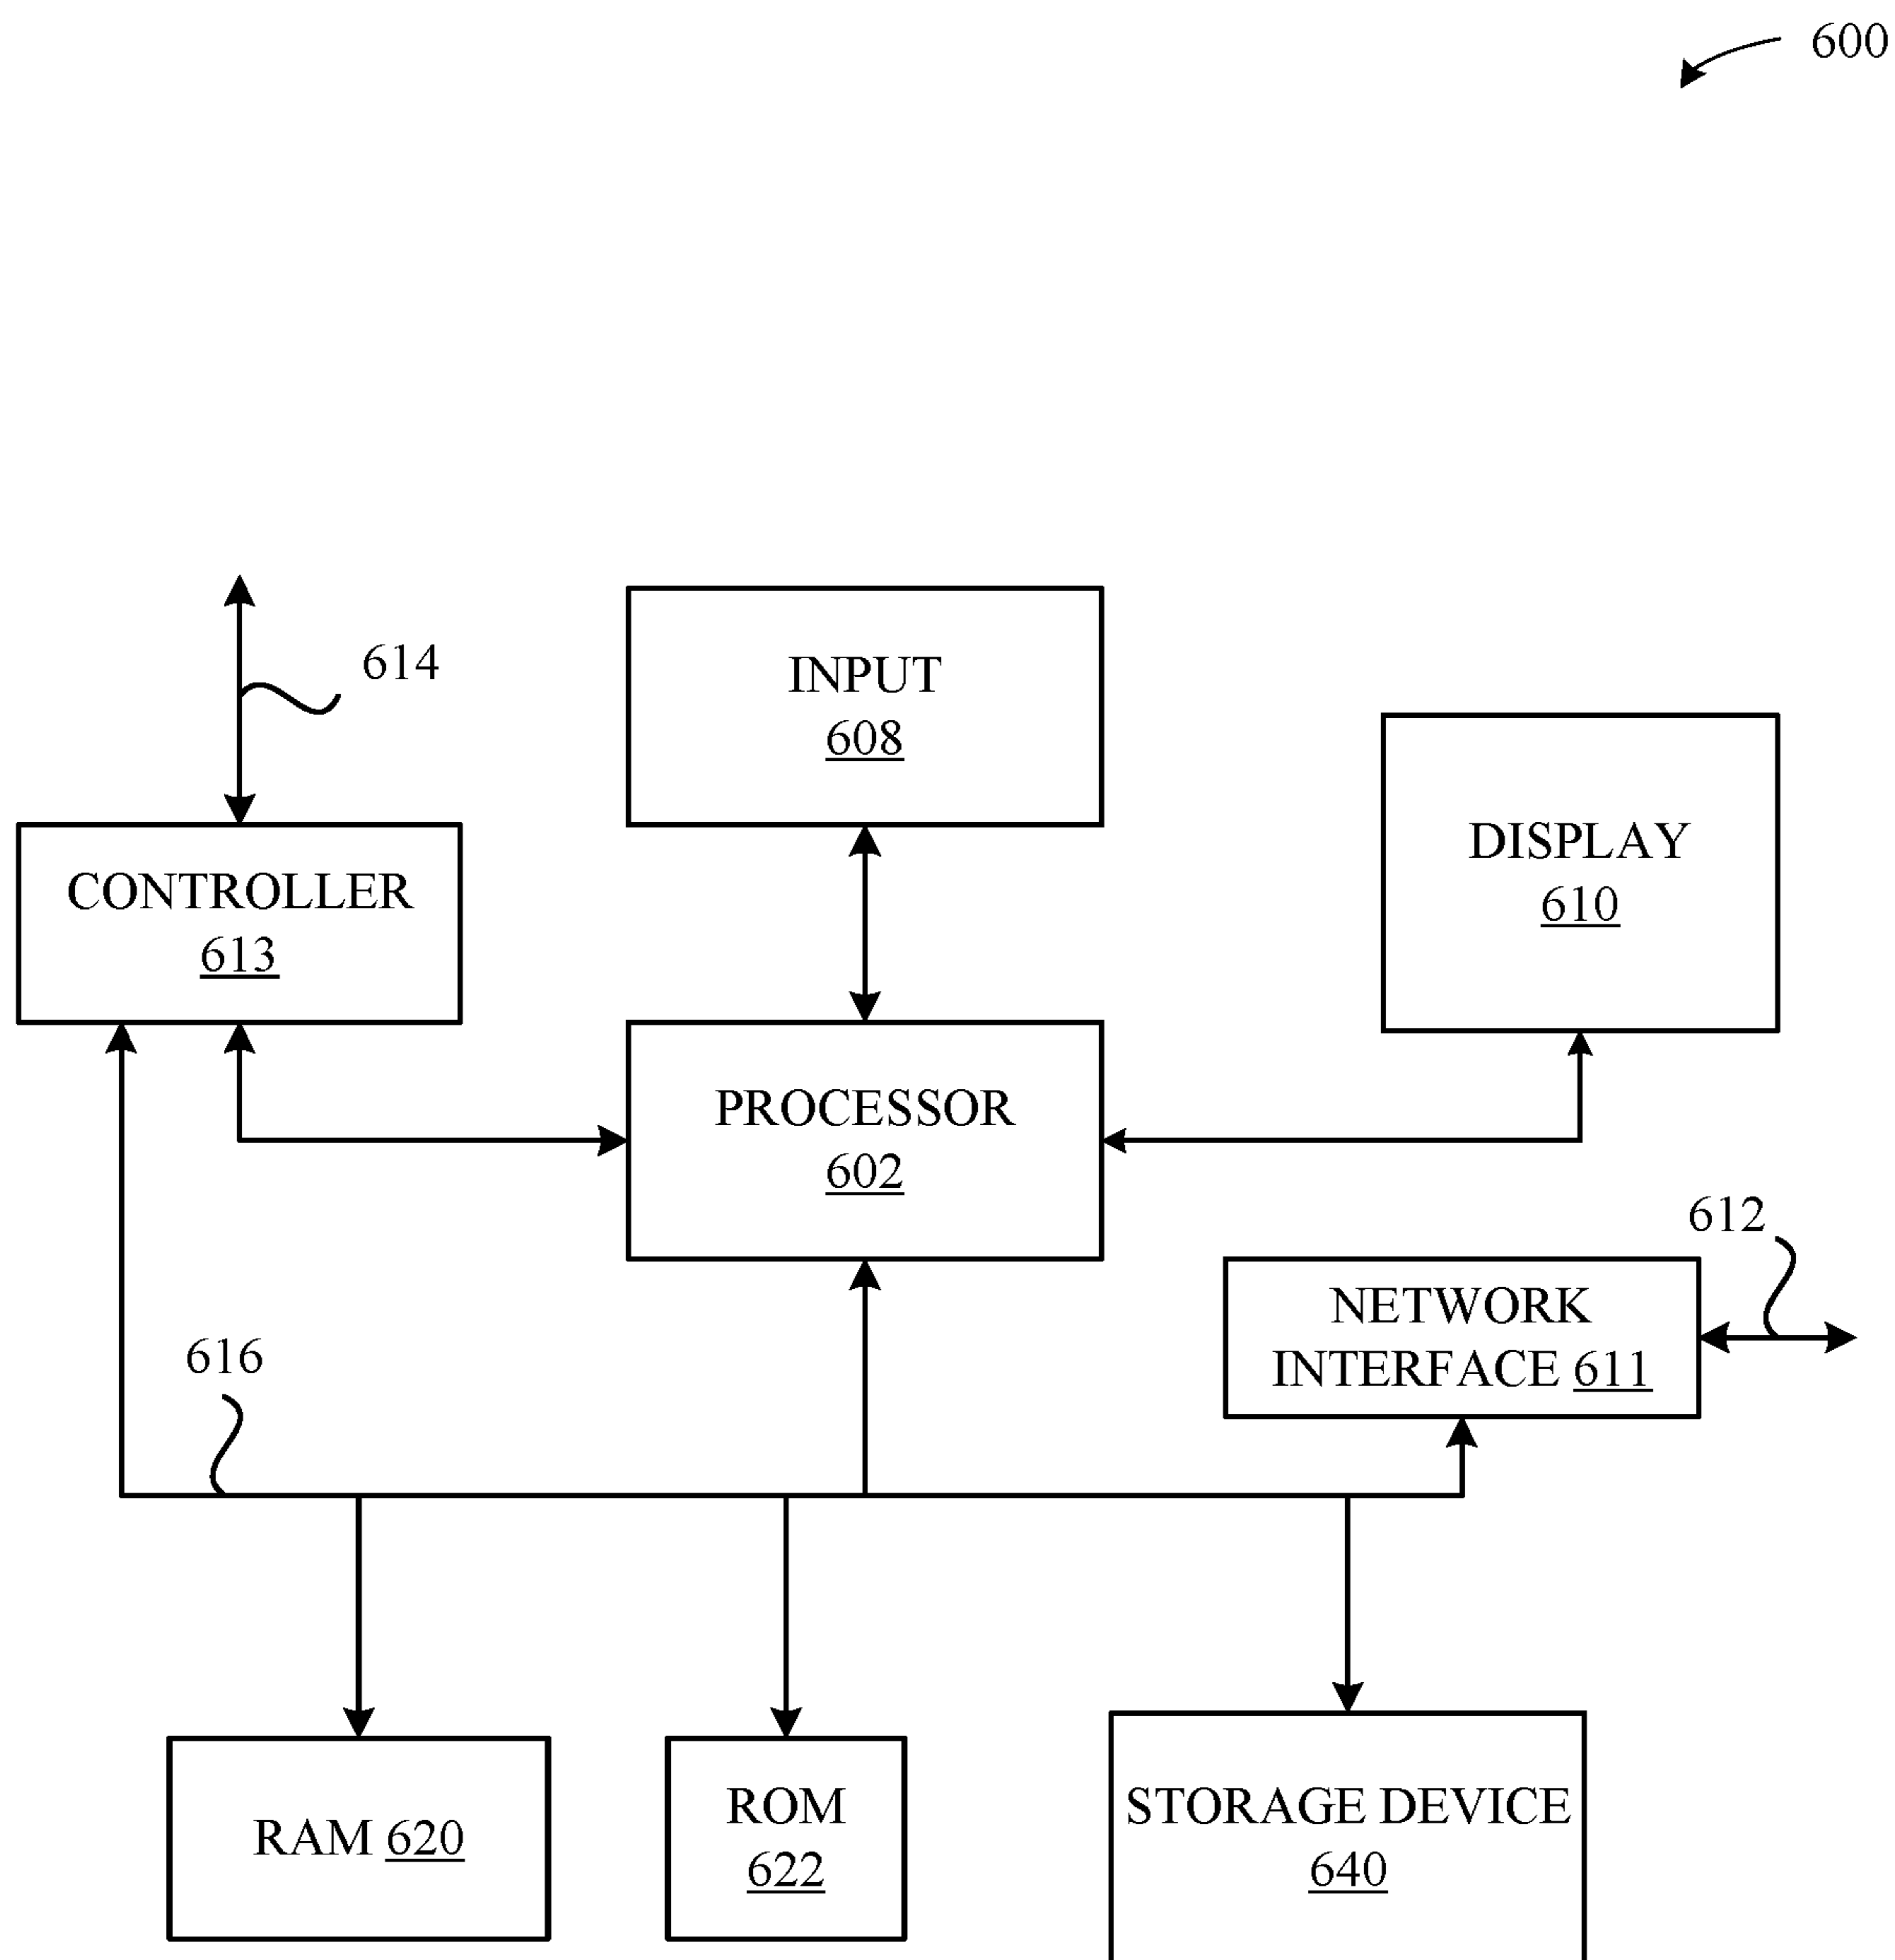 600
614
INPUT
608
DISPLAY
610
CONTROLLER
613
PROCESSOR
602
612
NETWORK
INTERFACE 611
616
RAM 620
ROM
622
STORAGE DEVICE
640